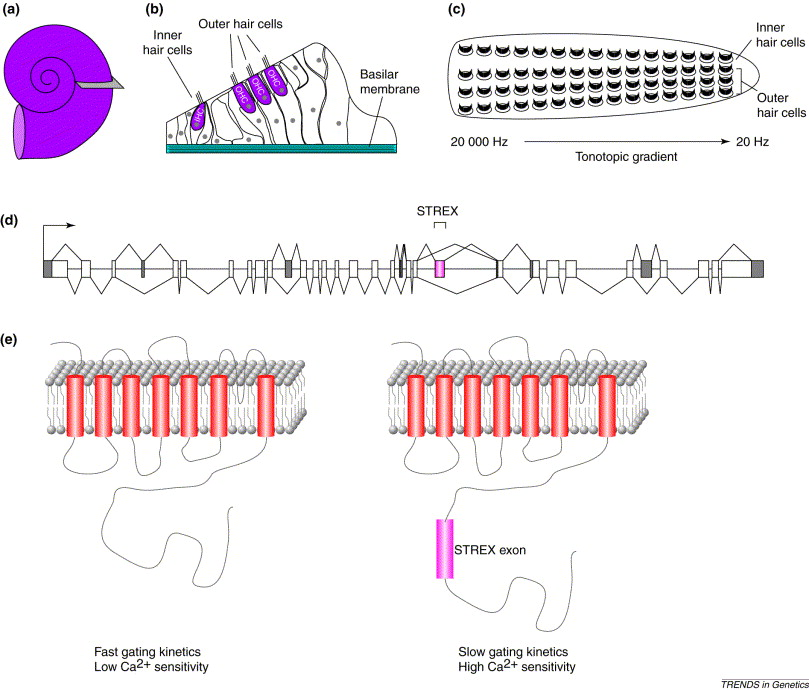 (a)
(b)
Outer hair cells
Inner
hair cells
IHC
OHC
OHC
OHC
Basilar
membrane
(c)
Inner
hair cells
Outer
hair cells
20 000 Hz
20 Hz
Tonotopic gradient
(d)
STREX
(e)
STREX exon
Fast gating kinetics
Low Ca2+ sensitivity
Slow gating kinetics
High Ca2+ sensitivity
TRENDS in Genetics